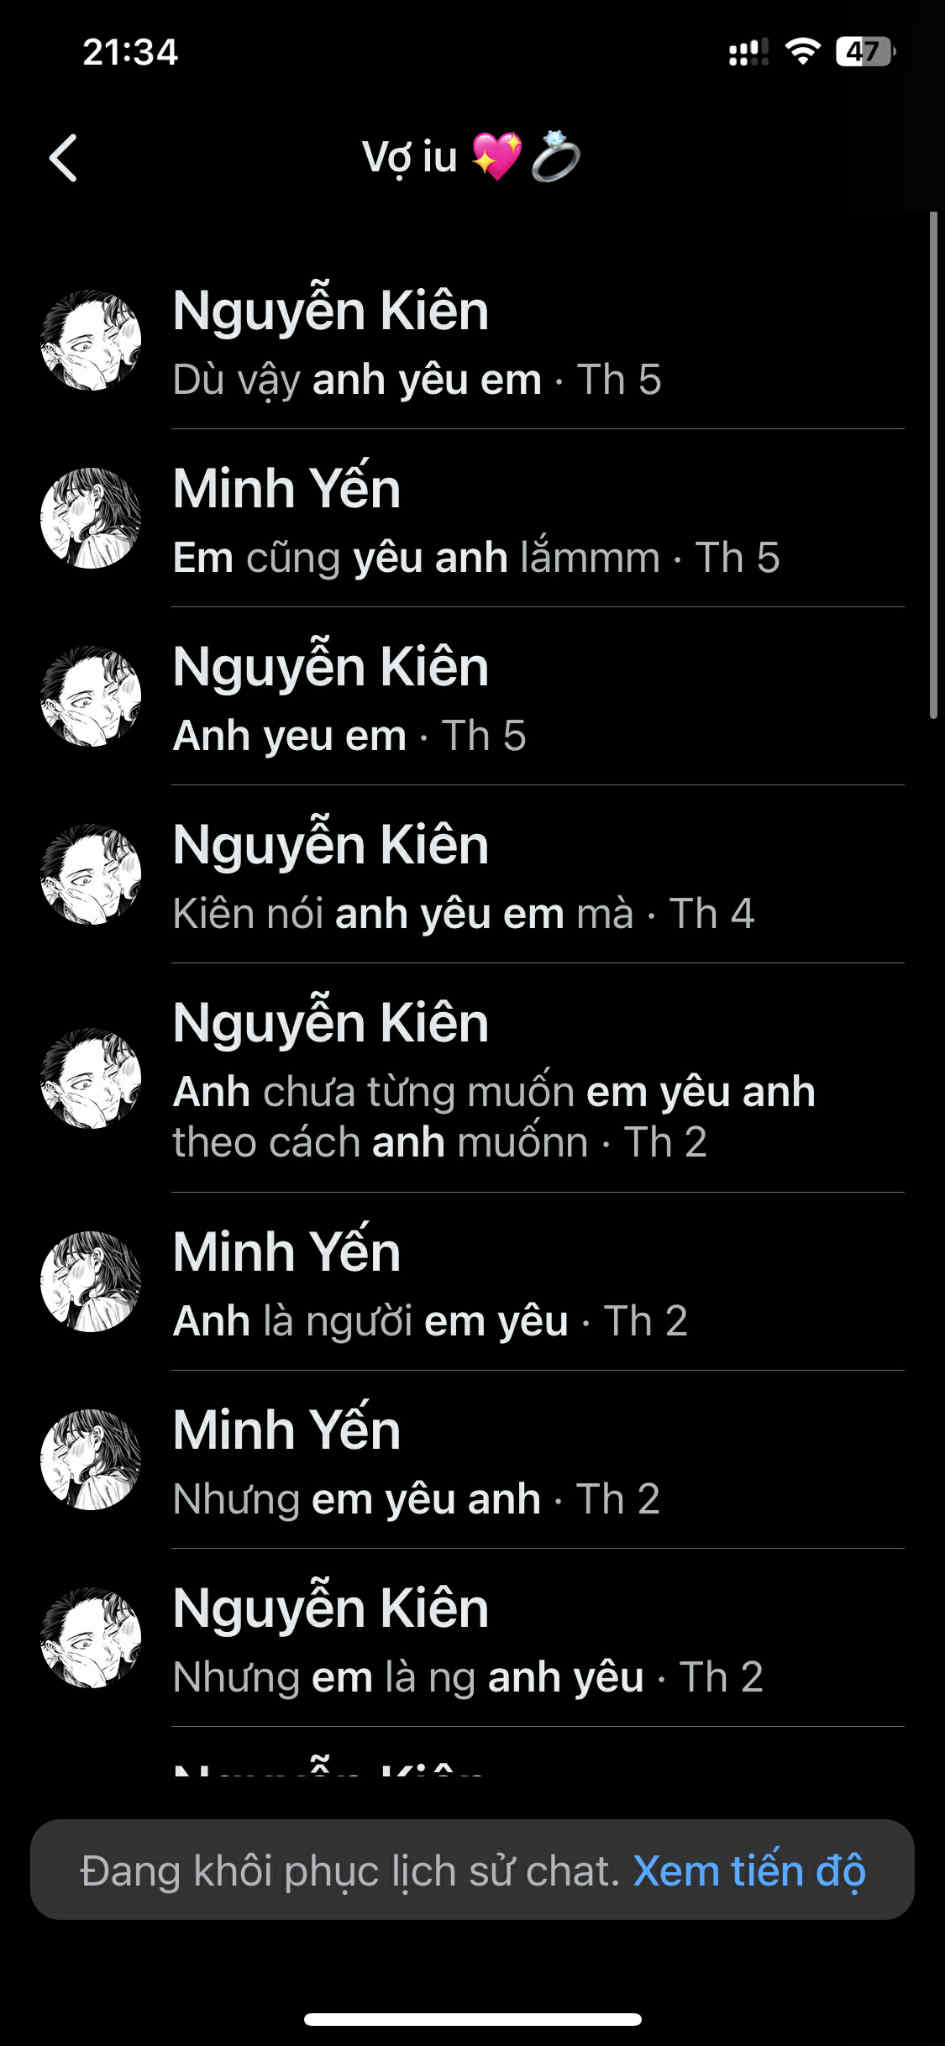 21:34
47
Vợ iu 💖💍
Nguyễn Kiên
Dù vậy anh yêu em · Th 5
Minh Yến
Em cũng yêu anh lắmmm · Th 5
Nguyễn Kiên
Anh yeu em · Th 5
Nguyễn Kiên
Kiên nói anh yêu em mà · Th 4
Nguyễn Kiên
Anh chưa từng muốn em yêu anh
theo cách anh muốnn · Th 2
Minh Yến
Anh là người em yêu · Th 2
Minh Yến
Nhưng em yêu anh · Th 2
Nguyễn Kiên
Nhưng em là ng anh yêu · Th 2
Nguyễn Kiên
Đang khôi phục lịch sử chat. Xem tiến độ